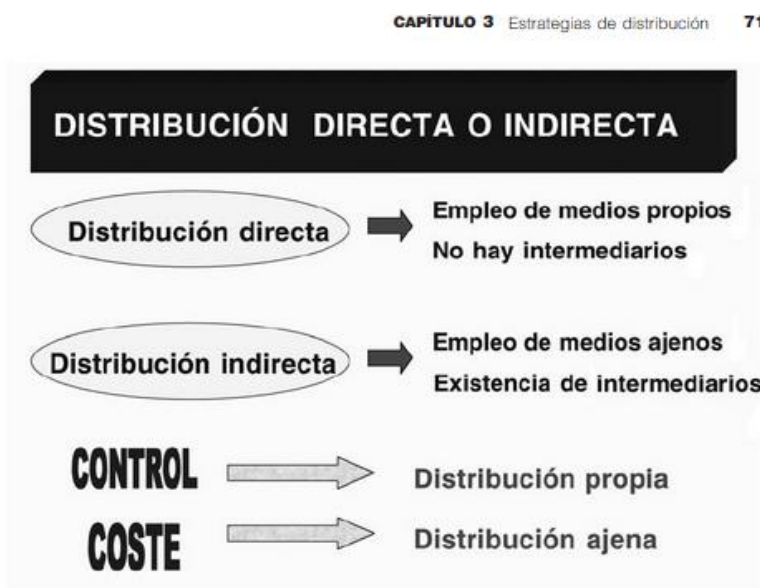 CAPÍTULO 3 Estrategias de distribución 71
DISTRIBUCIÓN DIRECTA O INDIRECTA
Distribución directa
Empleo de medios propios
No hay intermediarios
Distribución indirecta
Empleo de medios ajenos
Existencia de intermediarios
CONTROL
Distribución propia
COSTE
Distribución ajena